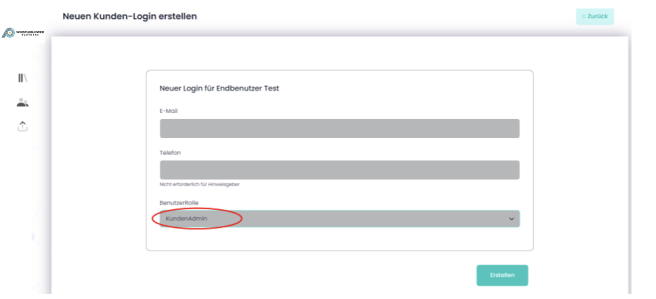 Neuen Kunden-Login erstellen
Zurück
Neuer Login für Endbenutzer Test
E-Mail
Telefon
Nicht erforderlich für Hinweisgeber
BenutzerRolle
KundenAdmin
Erstellen